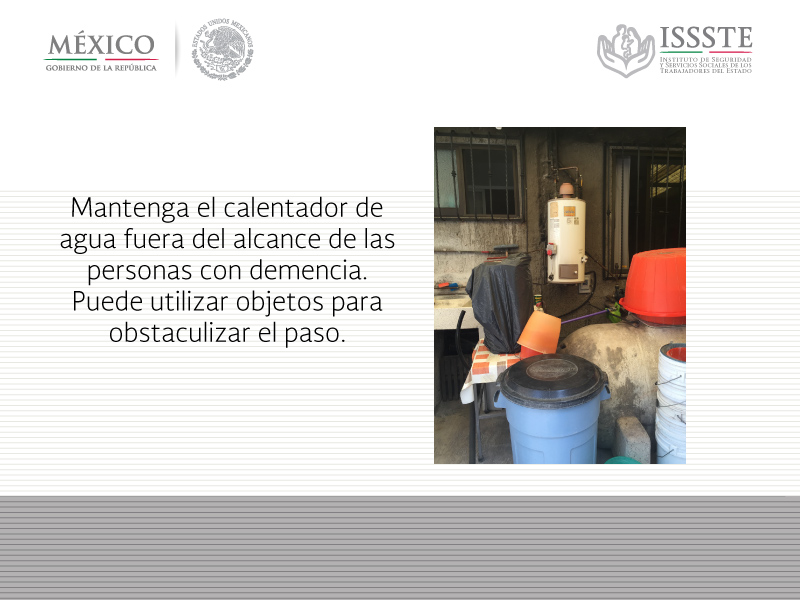 MÉXICO
GOBIERNO DE LA REPÚBLICA
ESTADOS UNIDOS MEXICANOS
ISSSTE
INSTITUTO DE SEGURIDAD
Y SERVICIOS SOCIALES DE LOS
TRABAJADORES DEL ESTADO
Mantenga el calentador de
agua fuera del alcance de las
personas con demencia.
Puede utilizar objetos para
obstaculizar el paso.